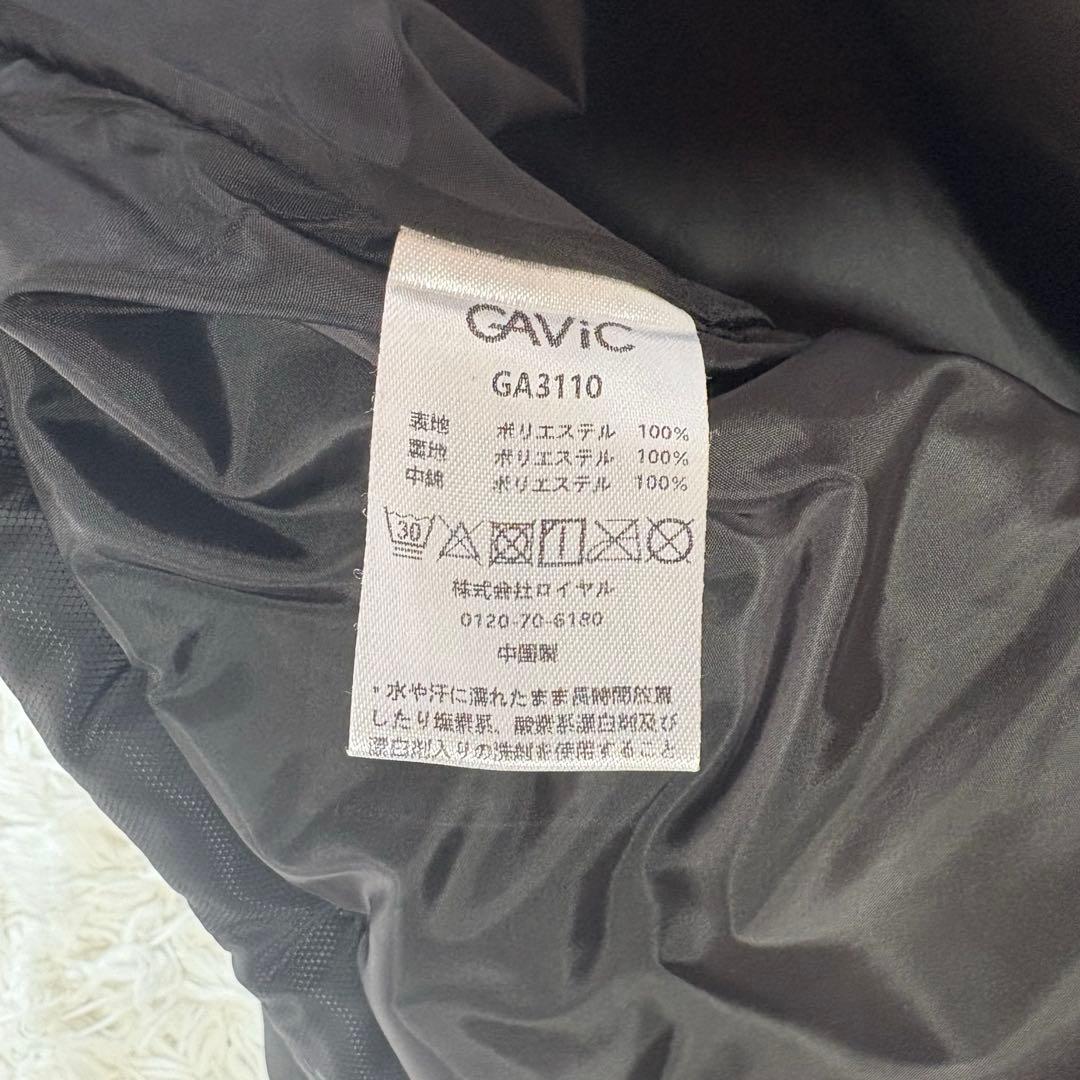 GAViC
GA3110
表地 ポリエステル 100%
裏地 ポリエステル 100%
中綿 ポリエステル 100%
30
株式会社ロイヤル
0120-70-6180
中国製
* 水や汗に濡れたまま長時間放置
したり塩素系、酸素系漂白剤及び
漂白剤入りの洗剤を使用すること